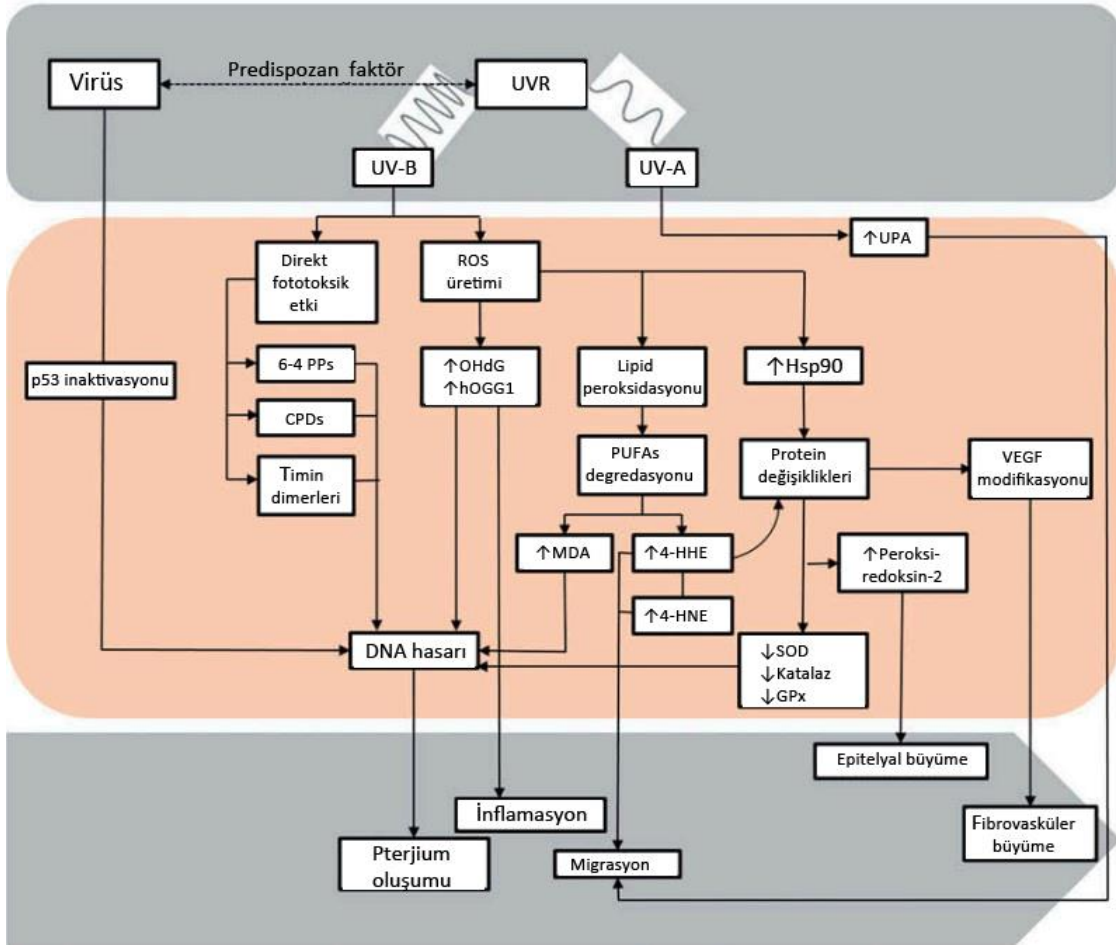 Virüs
Predispozan faktör
UVR
UV-B
UV-A
↑UPA
Direkt
fototoksik
etki
ROS
üretimi
p53 inaktivasyonu
6-4 PPs
CPDs
Timin
dimerleri
↑OHdG
↑hOGG1
Lipid
peroksidasyonu
↑Hsp90
PUFAs
degredasyonu
Protein
değişiklikleri
VEGF
modifikasyonu
↑MDA
↑4-HHE
↑Peroksi-
redoksin-2
↑4-HNE
DNA hasarı
↓SOD
↓Katalaz
↓GPx
Epitelyal büyüme
İnflamasyon
Fibrovasküler
büyüme
Pterjium
oluşumu
Migrasyon